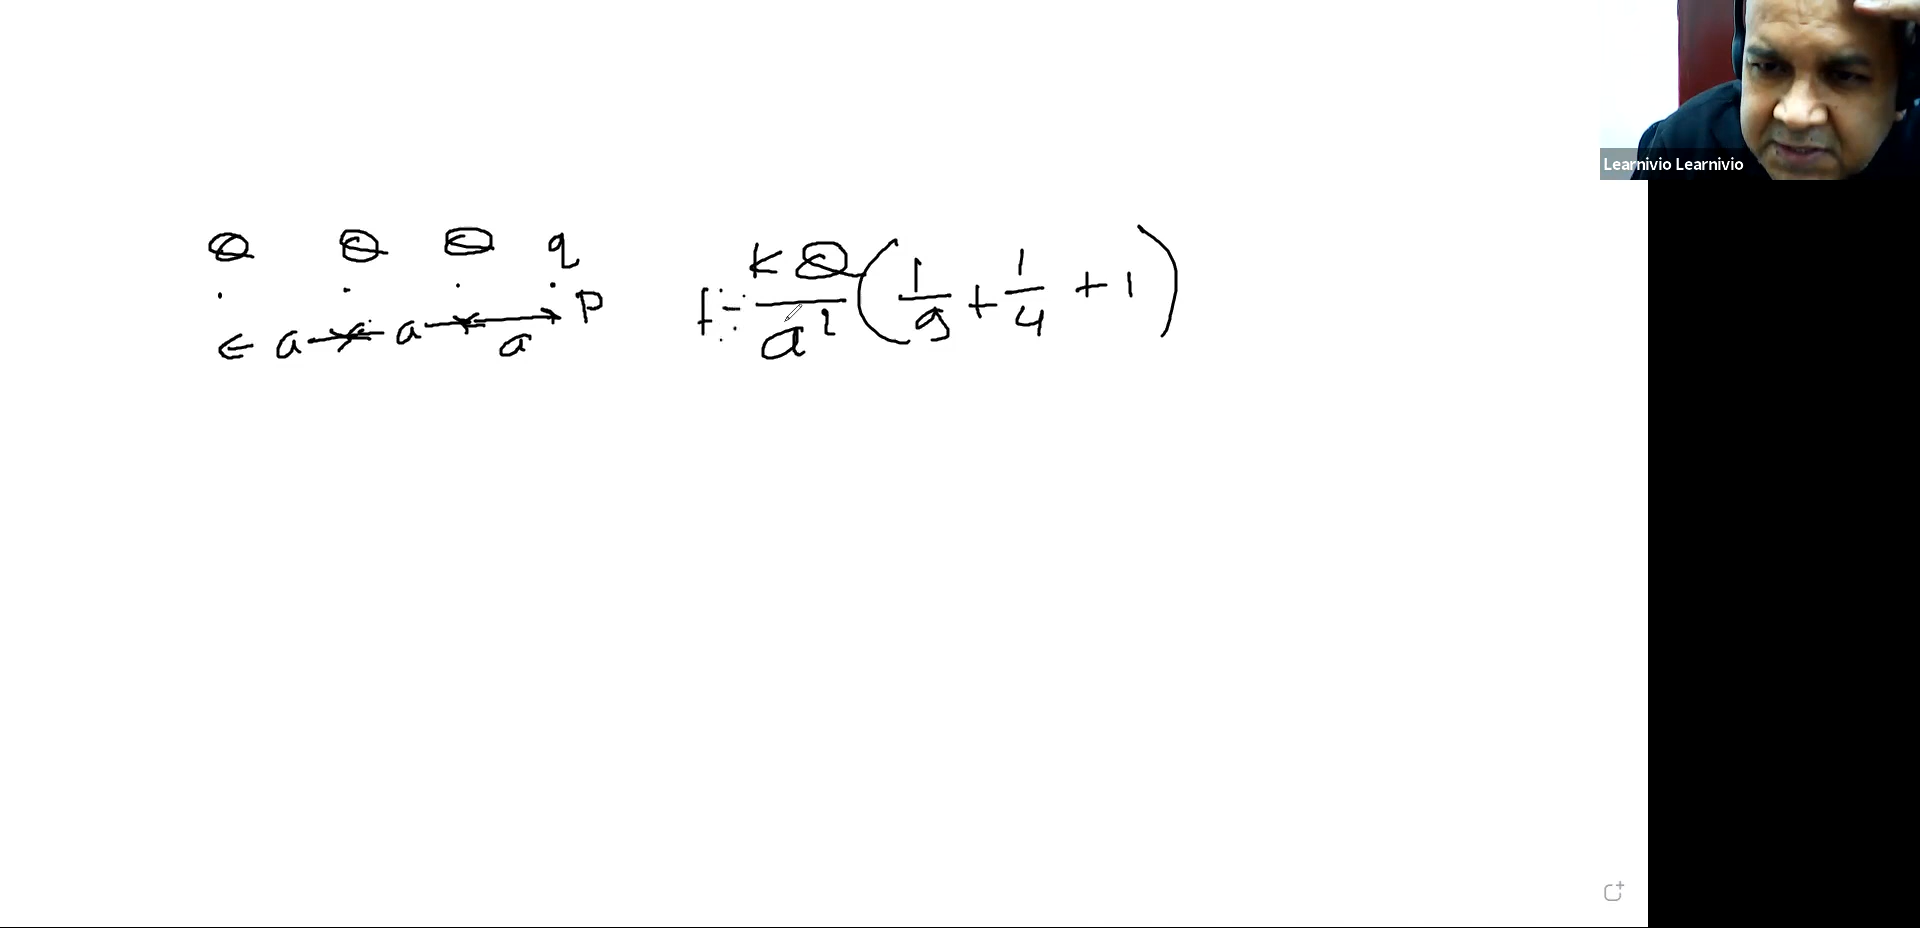 Learnivio Learnivio
Q Q Q q
P
← a a a
f = KQ/a² (1/9 + 1/4 + 1)